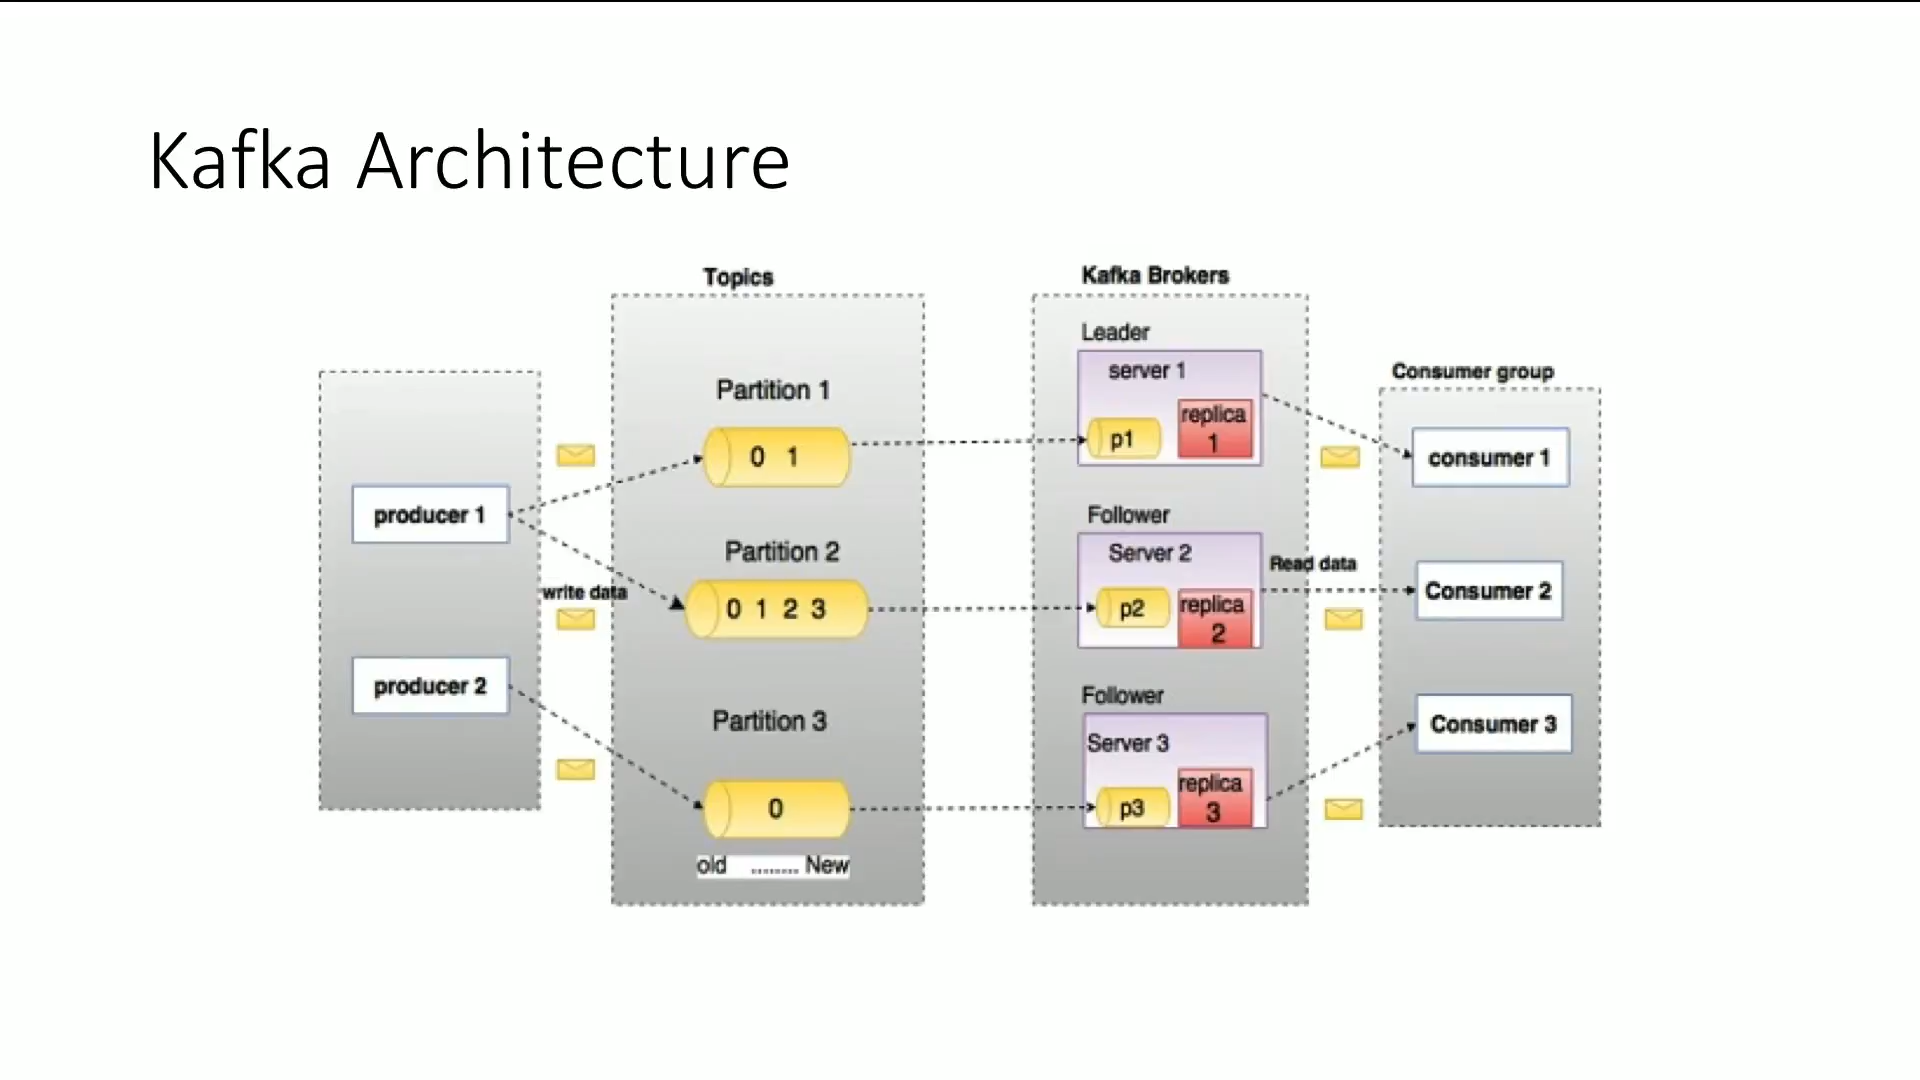 Kafka Architecture
Topics
Kafka Brokers
Consumer group
producer 1
producer 2
write data
Partition 1
0 1
Partition 2
0 1 2 3
Partition 3
0
old ........ New
Leader
server 1
p1
replica
1
Follower
Server 2
p2
replica
2
Follower
Server 3
p3
replica
3
Read data
consumer 1
Consumer 2
Consumer 3